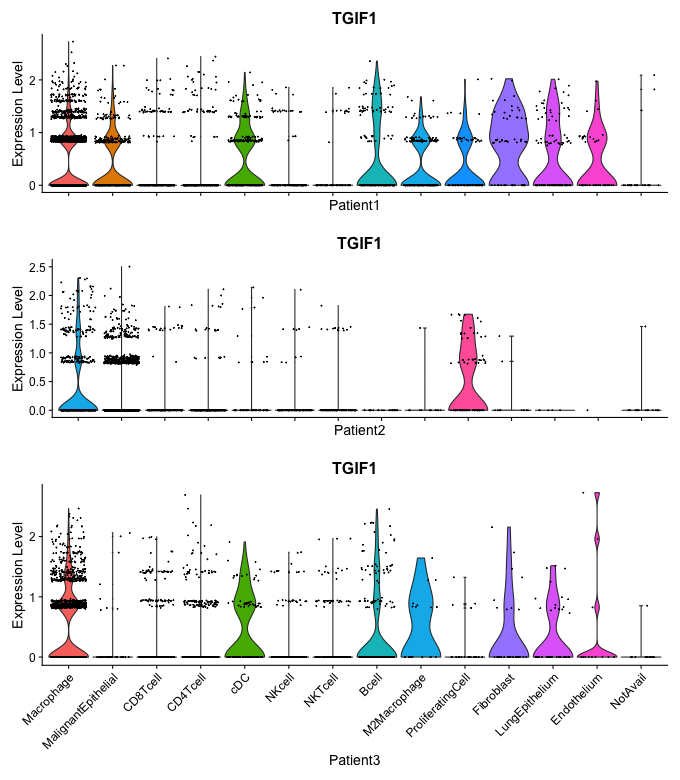 TGIF1
Expression Level
2
1
0
Patient1
TGIF1
Expression Level
2.5
2.0
1.5
1.0
0.5
0.0
Patient2
TGIF1
Expression Level
2
1
0
Macrophage
MalignantEpithelial
CD8Tcell
CD4Tcell
cDC
NKcell
NKTcell
Bcell
M2Macrophage
ProliferatingCell
Fibroblast
LungEpithelium
Endothelium
NotAvail
Patient3